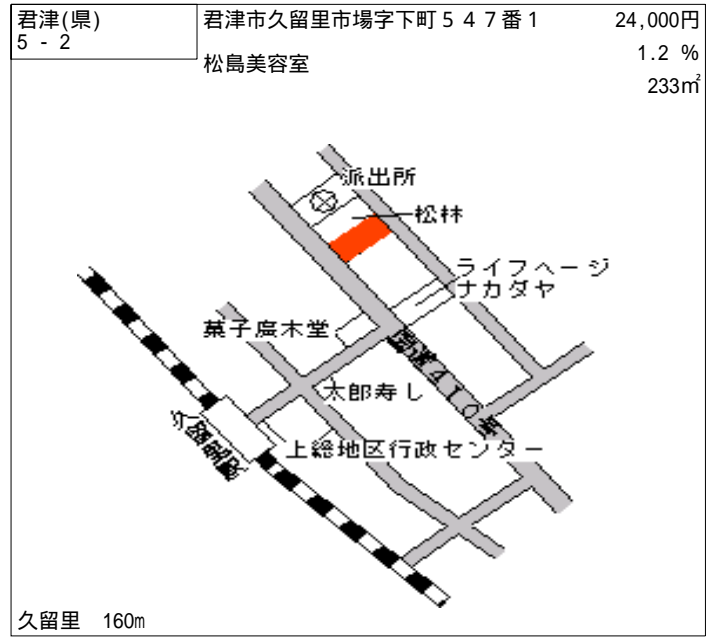 君津(県)
5 - 2
君津市久留里市場字下町５４７番１
24,000円
松島美容室
1.2 %
233㎡
派出所
松林
ライフヘージ
ナカダヤ
菓子廣木堂
国道410号
太郎寿し
久留里駅
上総地区行政センター
久留里 160m